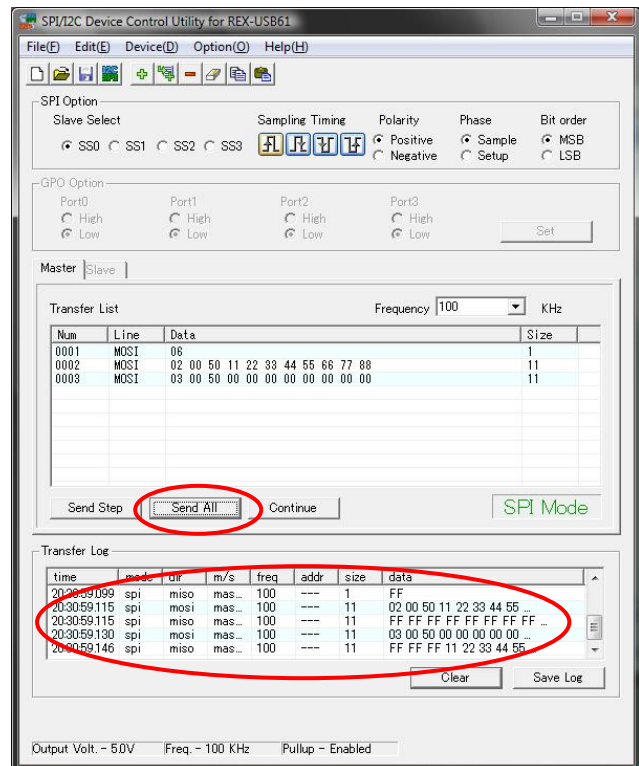 SPI/I2C Device Control Utility for REX-USB61
File(F) Edit(E) Device(D) Option(O) Help(H)
SPI Option
Slave Select Sampling Timing Polarity Phase Bit order
SS0 SS1 SS2 SS3 Positive Sample MSB
Negative Setup LSB
GPO Option
Port0 Port1 Port2 Port3
High High High High
Low Low Low Low Set
Master Slave
Transfer List Frequency 100 KHz
Num Line Data Size
0001 MOSI 06 1
0002 MOSI 02 00 50 11 22 33 44 55 66 77 88 11
0003 MOSI 03 00 50 00 00 00 00 00 00 00 00 11
Send Step Send All Continue SPI Mode
Transfer Log
time mode dir m/s freq addr size data
20:30:59.099 spi miso mas... 100 --- 1 FF
20:30:59.115 spi mosi mas... 100 --- 11 02 00 50 11 22 33 44 55 ...
20:30:59.115 spi miso mas... 100 --- 11 FF FF FF FF FF FF FF FF ...
20:30:59.130 spi mosi mas... 100 --- 11 03 00 50 00 00 00 00 00 ...
20:30:59.146 spi miso mas... 100 --- 11 FF FF FF 11 22 33 44 55 ...
Clear Save Log
Output Volt. - 5.0V Freq. - 100 KHz Pullup - Enabled